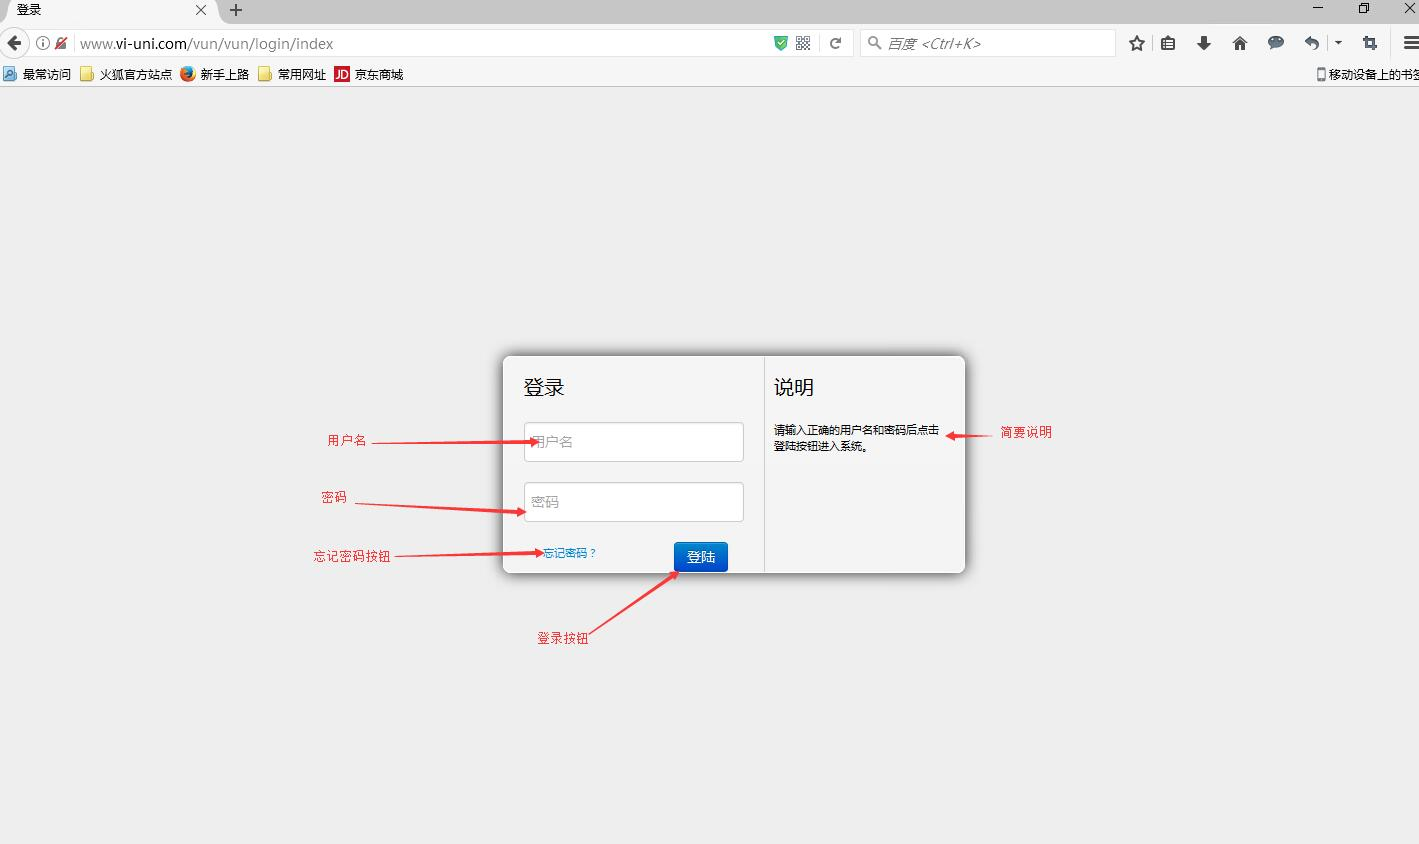 登录
www.vi-uni.com/vun/vun/login/index
百度 <Ctrl+K>
最常访问
火狐官方站点
新手上路
常用网址
JD 京东商城
移动设备上的书签
登录
说明
用户名
用户名
请输入正确的用户名和密码后点击
登陆按钮进入系统。
简要说明
密码
密码
忘记密码按钮
忘记密码？
登陆
登录按钮